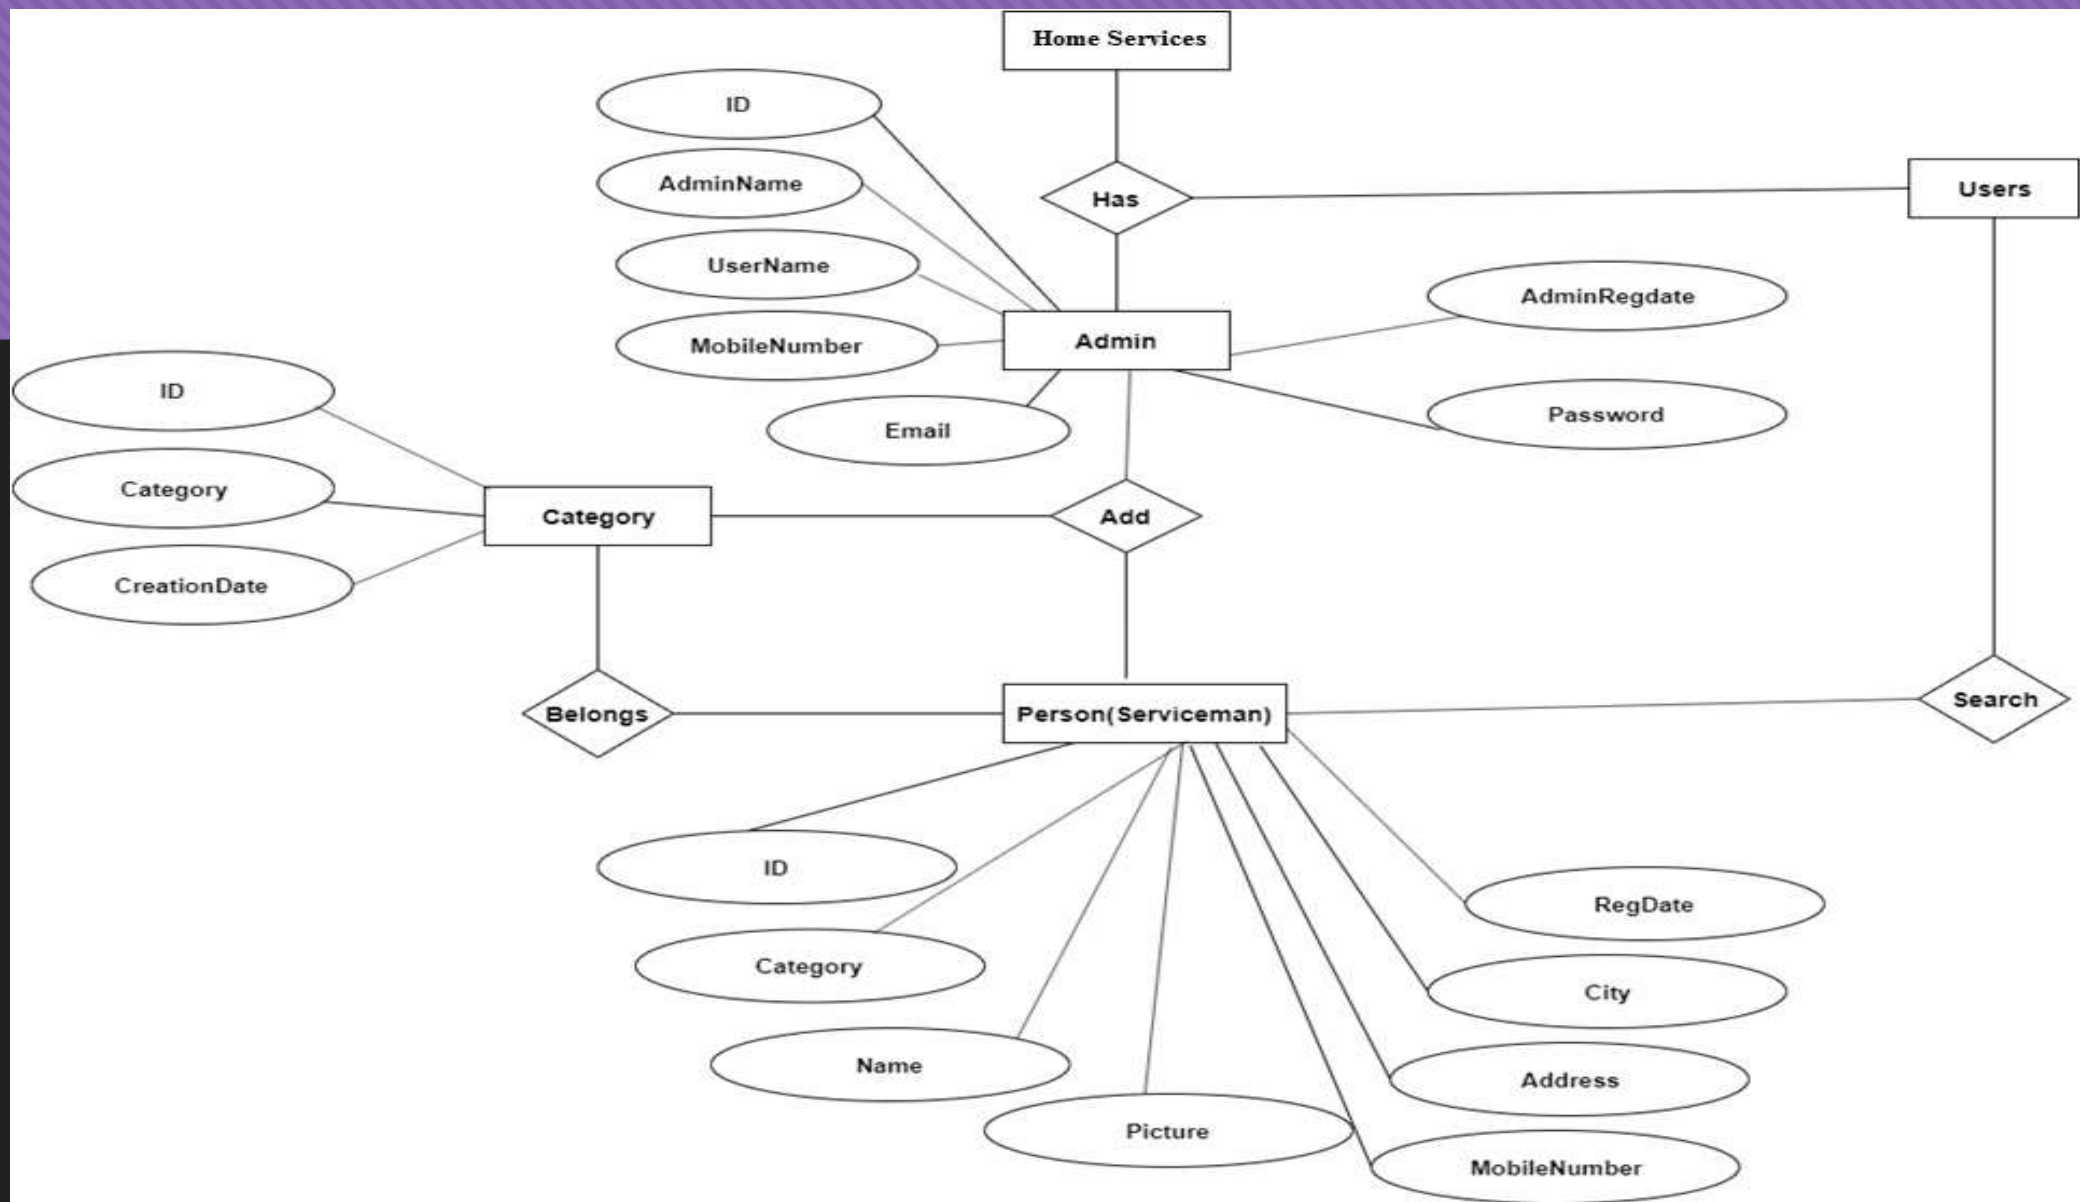 Home Services
ID
AdminName
Has
Users
UserName
AdminRegdate
MobileNumber
Admin
ID
Password
Email
Category
Category
Add
CreationDate
Belongs
Person(Serviceman)
Search
ID
RegDate
Category
City
Name
Address
Picture
MobileNumber